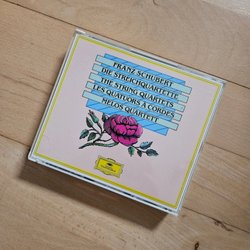 FRANZ SCHUBERT
DIE STREICHQUARTETTE
THE STRING QUARTETS
LES QUATUORS À CORDES
MELOS QUARTETT